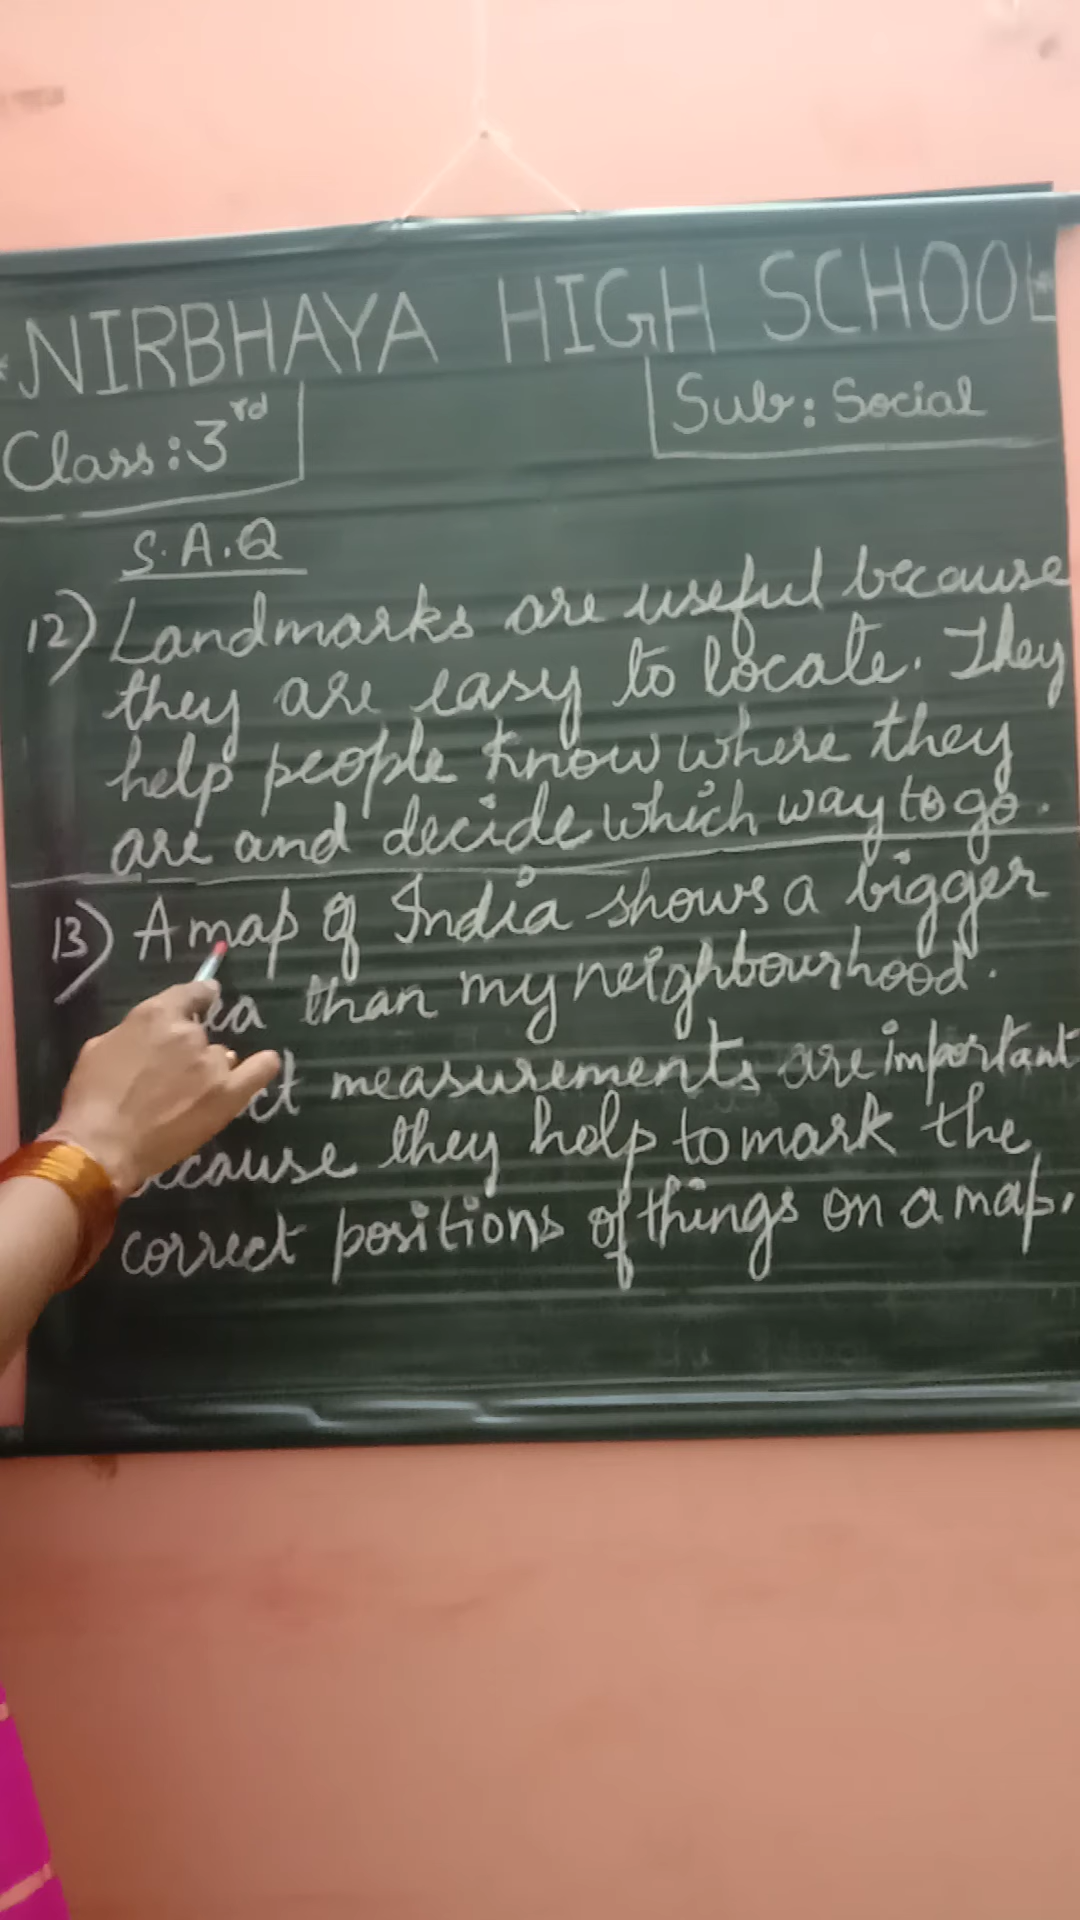 NIRBHAYA HIGH SCHOOL
Class: 3rd
Sub: Social
S.A.Q
12) Landmarks are useful because
they are easy to locate. They
help people know where they
are and decide which way to go.
13) A map of India shows a bigger
than my neighbourhood.
measurements are important
they help to mark the
correct positions of things on a map.